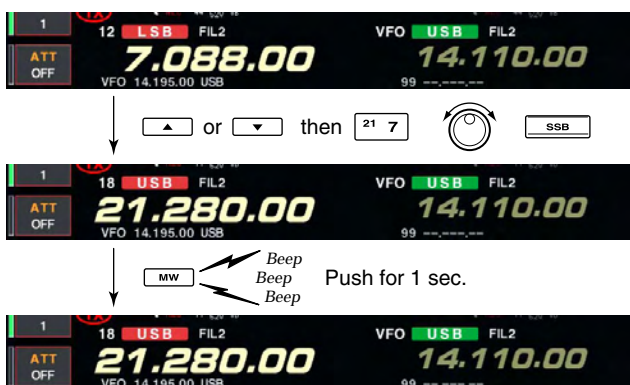 1 TX
12 LSB FIL2 VFO USB FIL2
ATT OFF 7.088.00 14.110.00
VFO 14.195.00 USB 99 --.---.--
▲ or ▼ then 21 7 SSB
1 TX
18 USB FIL2 VFO USB FIL2
ATT OFF 21.280.00 14.110.00
VFO 14.195.00 USB 99 --.---.--
MW Beep Beep Beep Push for 1 sec.
1
18 USB FIL2 VFO USB FIL2
ATT OFF 21.280.00 14.110.00
VFO 14.195.00 USB 99 --.---.--